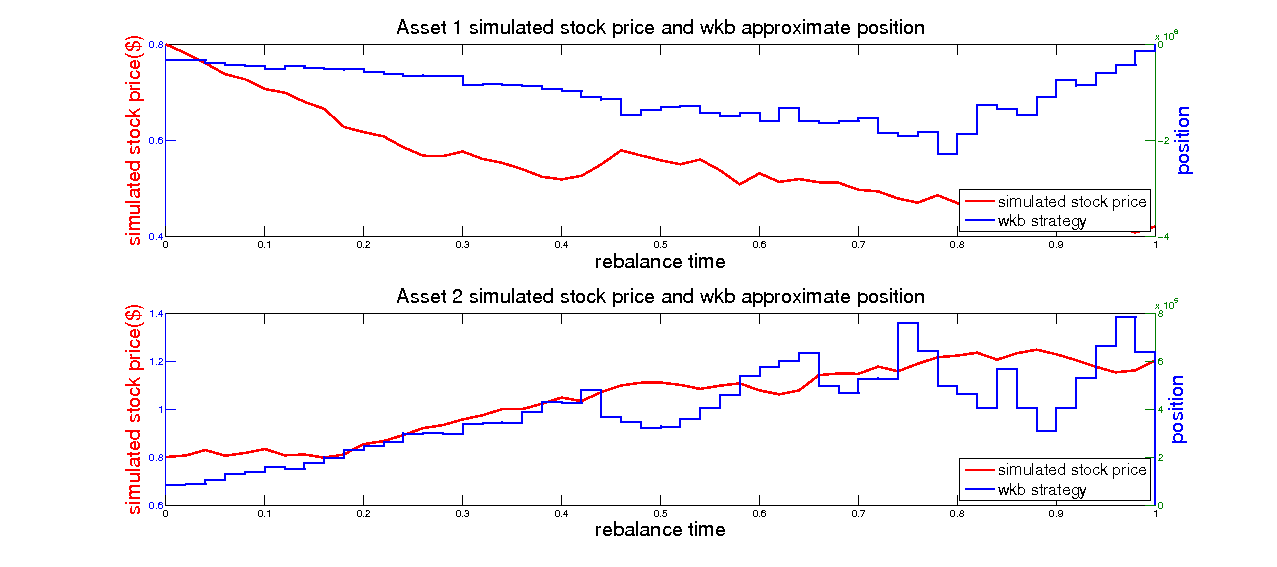 Asset 1 simulated stock price and wkb approximate position
simulated stock price($)
0.8
0.6
0.4
0 0.1 0.2 0.3 0.4 0.5 0.6 0.7 0.8 0.9 1
rebalance time
0
−2
−4
position
simulated stock price
wkb strategy
Asset 2 simulated stock price and wkb approximate position
simulated stock price($)
1.4
1.2
1
0.8
0.6
0 0.1 0.2 0.3 0.4 0.5 0.6 0.7 0.8 0.9 1
rebalance time
8
6
4
2
0
position
simulated stock price
wkb strategy